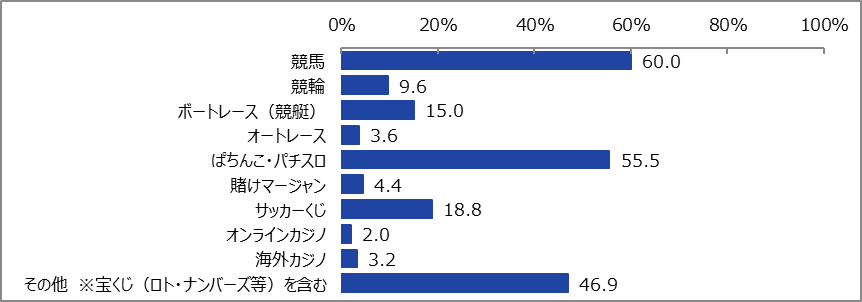 0% 20% 40% 60% 80% 100%
競馬 60.0
競輪 9.6
ボートレース（競艇） 15.0
オートレース 3.6
ぱちんこ・パチスロ 55.5
賭けマージャン 4.4
サッカーくじ 18.8
オンラインカジノ 2.0
海外カジノ 3.2
その他 ※宝くじ（ロト・ナンバーズ等）を含む 46.9